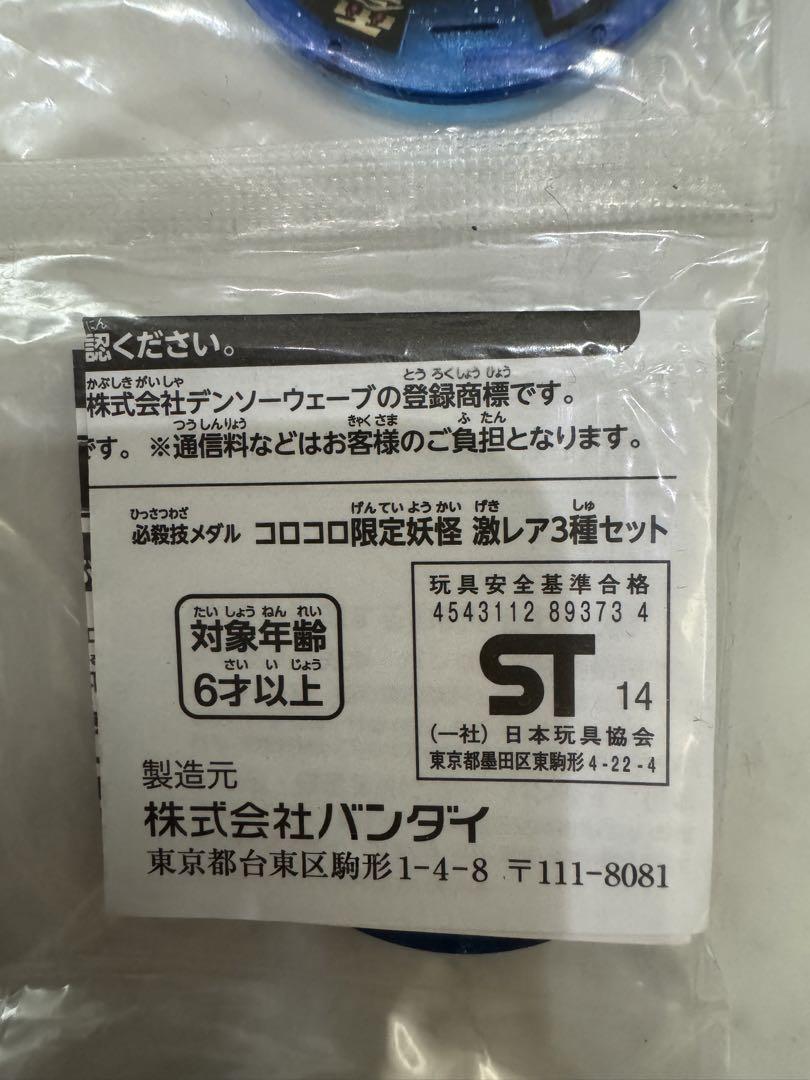 認ください。
株式会社デンソーウェーブの登録商標です。
です。 ※通信料などはお客様のご負担となります。
必殺技メダル コロコロ限定妖怪 激レア3種セット
対象年齢
6才以上
玩具安全基準合格
4543112 89373 4
ST 14
(一社) 日本玩具協会
東京都墨田区東駒形4-22-4
製造元
株式会社バンダイ
東京都台東区駒形1-4-8 〒111-8081